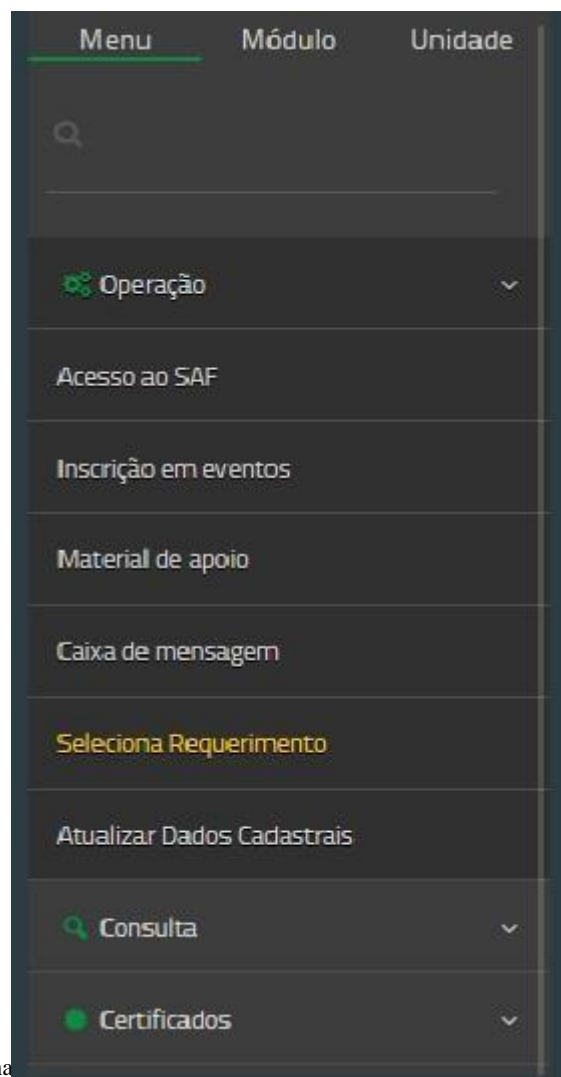 Menu Módulo Unidade
Operação
Acesso ao SAF
Inscrição em eventos
Material de apoio
Caixa de mensagem
Seleciona Requerimento
Atualizar Dados Cadastrais
Consulta
Certificados